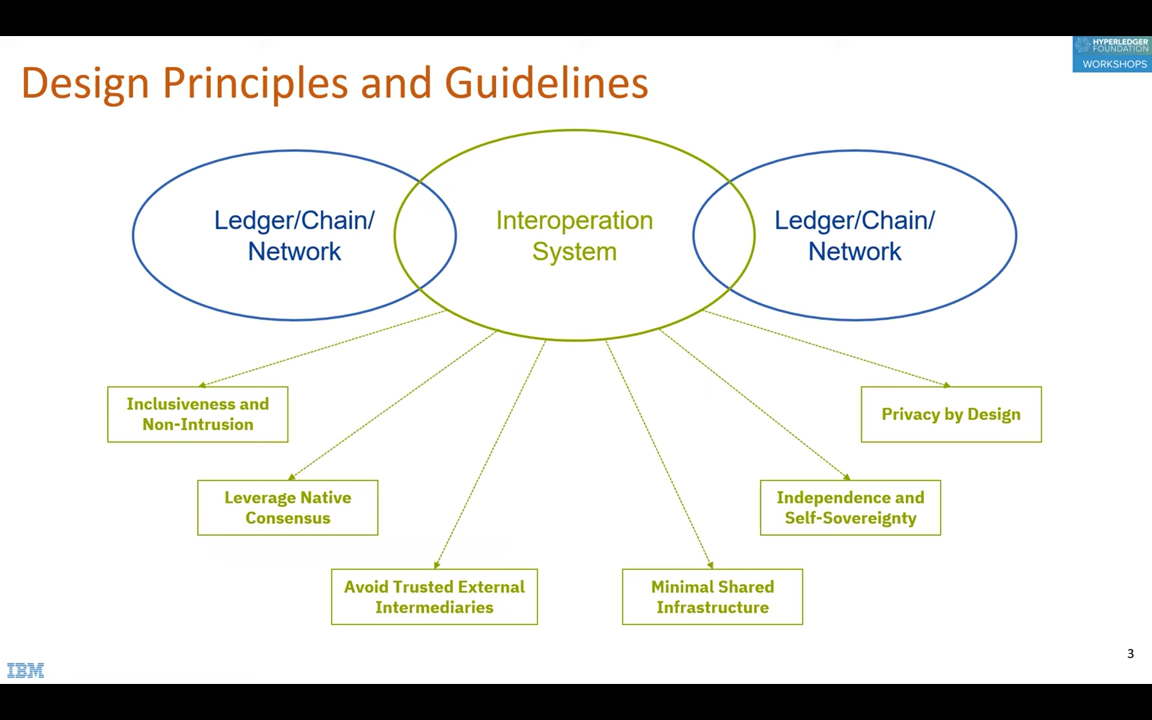 HYPERLEDGER
FOUNDATION
WORKSHOPS
Design Principles and Guidelines
Ledger/Chain/
Network
Interoperation
System
Ledger/Chain/
Network
Inclusiveness and
Non-Intrusion
Privacy by Design
Leverage Native
Consensus
Independence and
Self-Sovereignty
Avoid Trusted External
Intermediaries
Minimal Shared
Infrastructure
3
IBM